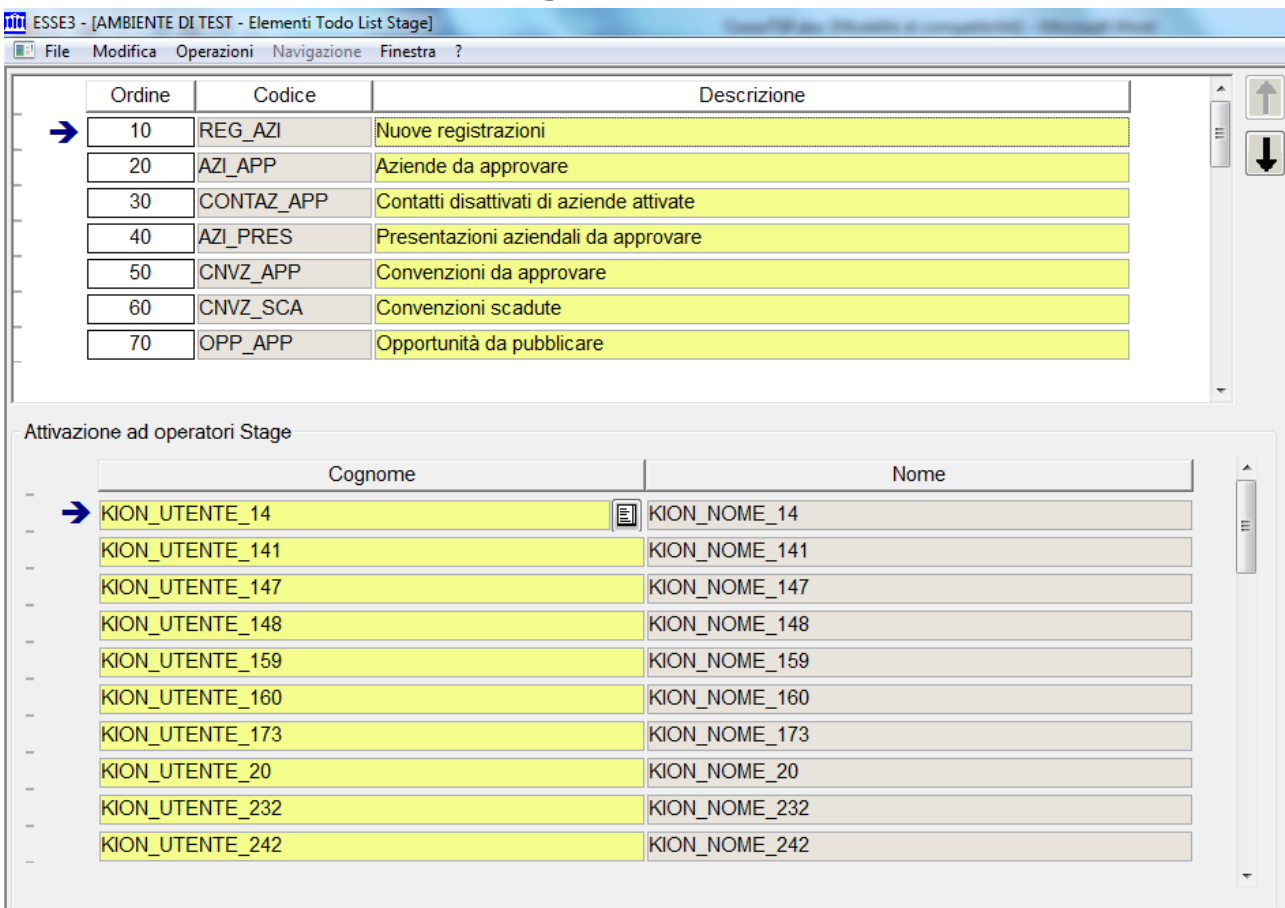 ESSE3 - [AMBIENTE DI TEST - Elementi Todo List Stage]
File Modifica Operazioni Navigazione Finestra ?
Ordine Codice Descrizione
10 REG_AZI Nuove registrazioni
20 AZI_APP Aziende da approvare
30 CONTAZ_APP Contatti disattivati di aziende attivate
40 AZI_PRES Presentazioni aziendali da approvare
50 CNVZ_APP Convenzioni da approvare
60 CNVZ_SCA Convenzioni scadute
70 OPP_APP Opportunità da pubblicare
Attivazione ad operatori Stage
Cognome Nome
KION_UTENTE_14 KION_NOME_14
KION_UTENTE_141 KION_NOME_141
KION_UTENTE_147 KION_NOME_147
KION_UTENTE_148 KION_NOME_148
KION_UTENTE_159 KION_NOME_159
KION_UTENTE_160 KION_NOME_160
KION_UTENTE_173 KION_NOME_173
KION_UTENTE_20 KION_NOME_20
KION_UTENTE_232 KION_NOME_232
KION_UTENTE_242 KION_NOME_242